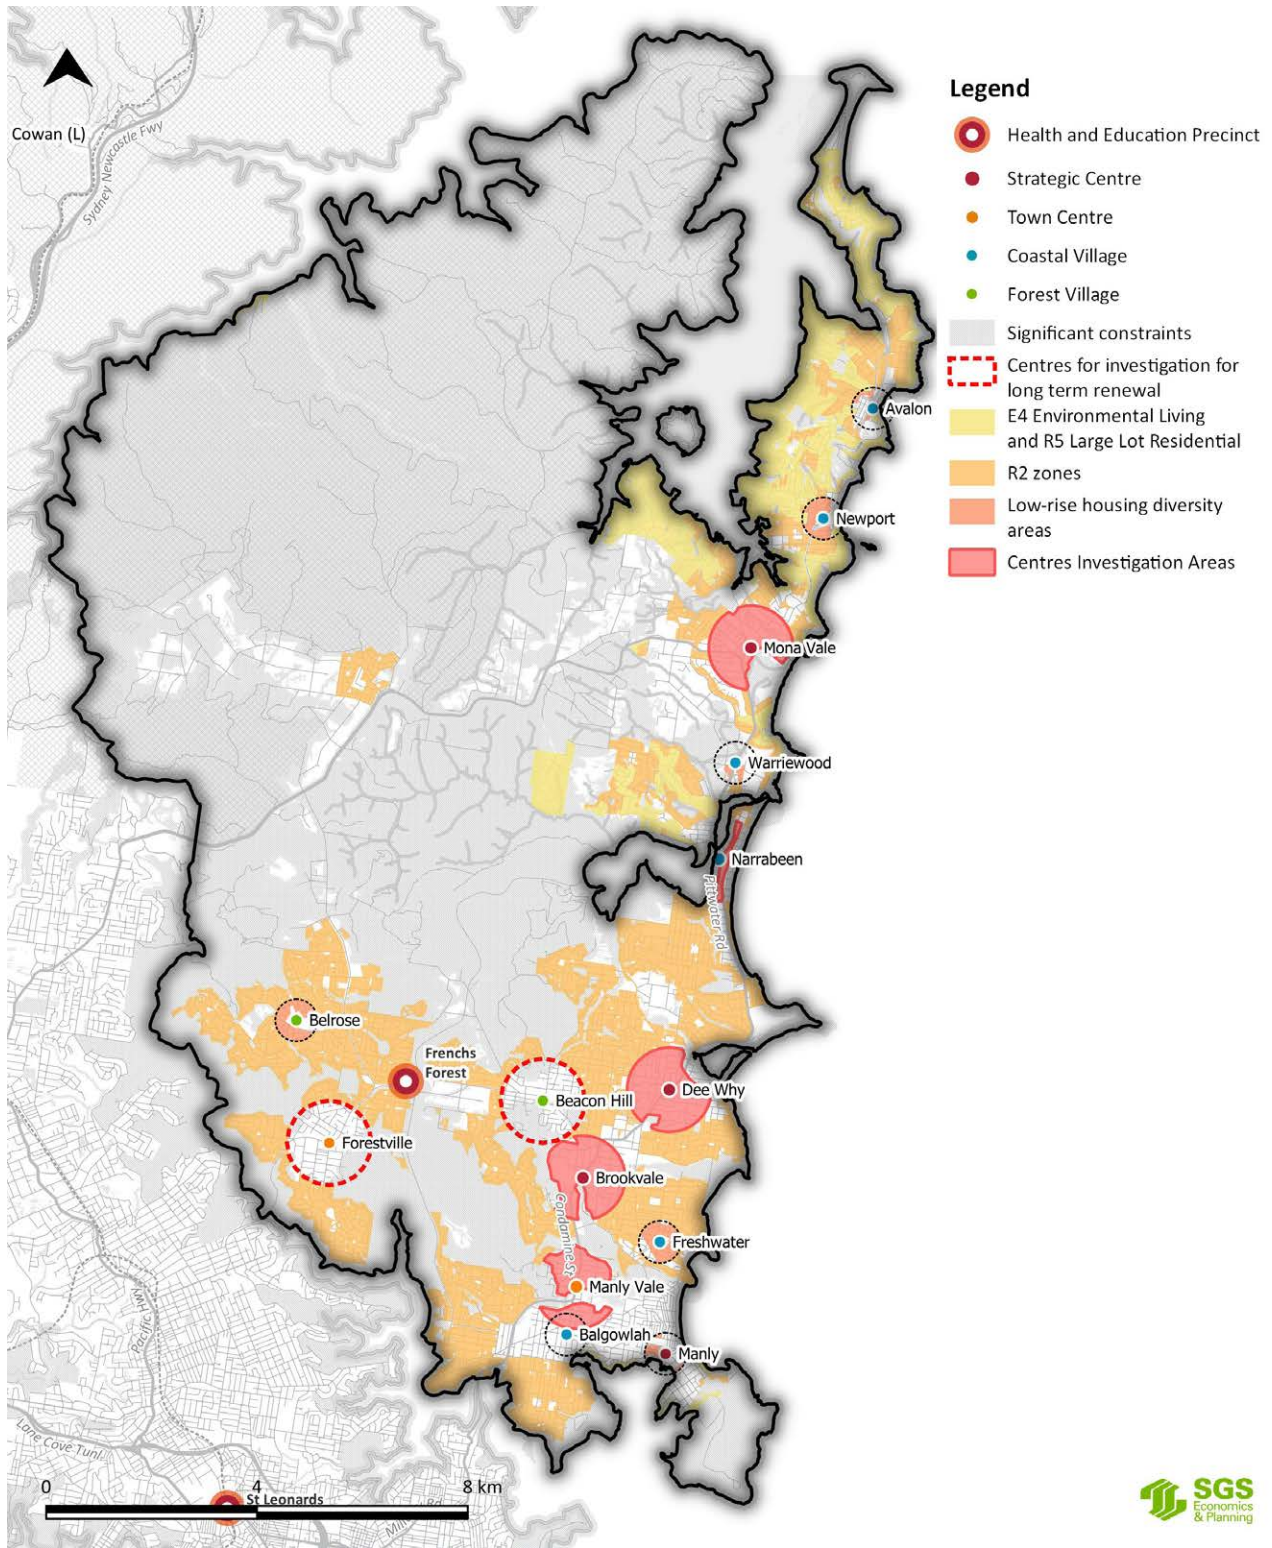 Cowan (L)
Sydney Newcastle Fwy
Legend
Health and Education Precinct
Strategic Centre
Town Centre
Coastal Village
Forest Village
Significant constraints
Centres for investigation for
long term renewal
E4 Environmental Living
and R5 Large Lot Residential
R2 zones
Low-rise housing diversity
areas
Centres Investigation Areas
Avalon
Newport
Mona Vale
Warriewood
Narrabeen
Pittwater Rd
Belrose
Frenchs
Forest
Beacon Hill
Dee Why
Forestville
Brookvale
Condamine St
Freshwater
Manly Vale
Balgowlah
Manly
Pacific Hwy
Lane Cove Tunl
0 4 8 km
St Leonards
Rd
SGS
Economics
& Planning